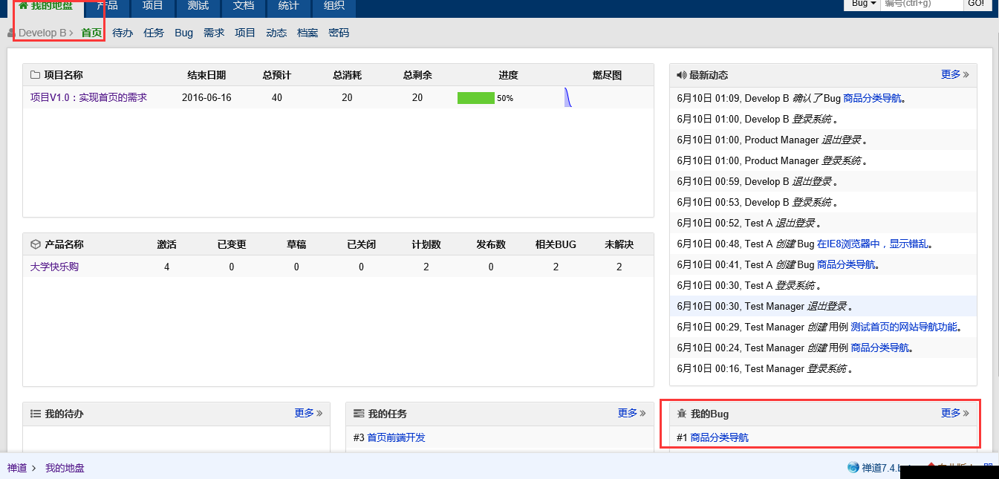 我的地盘 产品 项目 测试 文档 统计 组织 Bug 编号(ctrl+g) GO!
Develop B > 首页 待办 任务 Bug 需求 项目 动态 档案 密码
项目名称 结束日期 总预计 总消耗 总剩余 进度 燃尽图
项目V1.0：实现首页的需求 2016-06-16 40 20 20 50%
产品名称 激活 已变更 草稿 已关闭 计划数 发布数 相关BUG 未解决
大学快乐购 4 0 0 0 2 0 2 2
最新动态 更多 »
6月10日 01:09, Develop B 确认了 Bug 商品分类导航。
6月10日 01:00, Develop B 登录系统 。
6月10日 01:00, Product Manager 退出登录 。
6月10日 01:00, Product Manager 登录系统 。
6月10日 00:59, Develop B 退出登录 。
6月10日 00:53, Develop B 登录系统 。
6月10日 00:52, Test A 退出登录 。
6月10日 00:48, Test A 创建 Bug 在IE8浏览器中，显示错乱。
6月10日 00:41, Test A 创建 Bug 商品分类导航。
6月10日 00:30, Test A 登录系统 。
6月10日 00:30, Test Manager 退出登录 。
6月10日 00:29, Test Manager 创建 用例 测试首页的网站导航功能。
6月10日 00:24, Test Manager 创建 用例 商品分类导航。
6月10日 00:16, Test Manager 登录系统 。
我的待办 更多 »
我的任务 更多 »
#3 首页前端开发
我的Bug 更多 »
#1 商品分类导航
禅道 > 我的地盘 禅道7.4.b